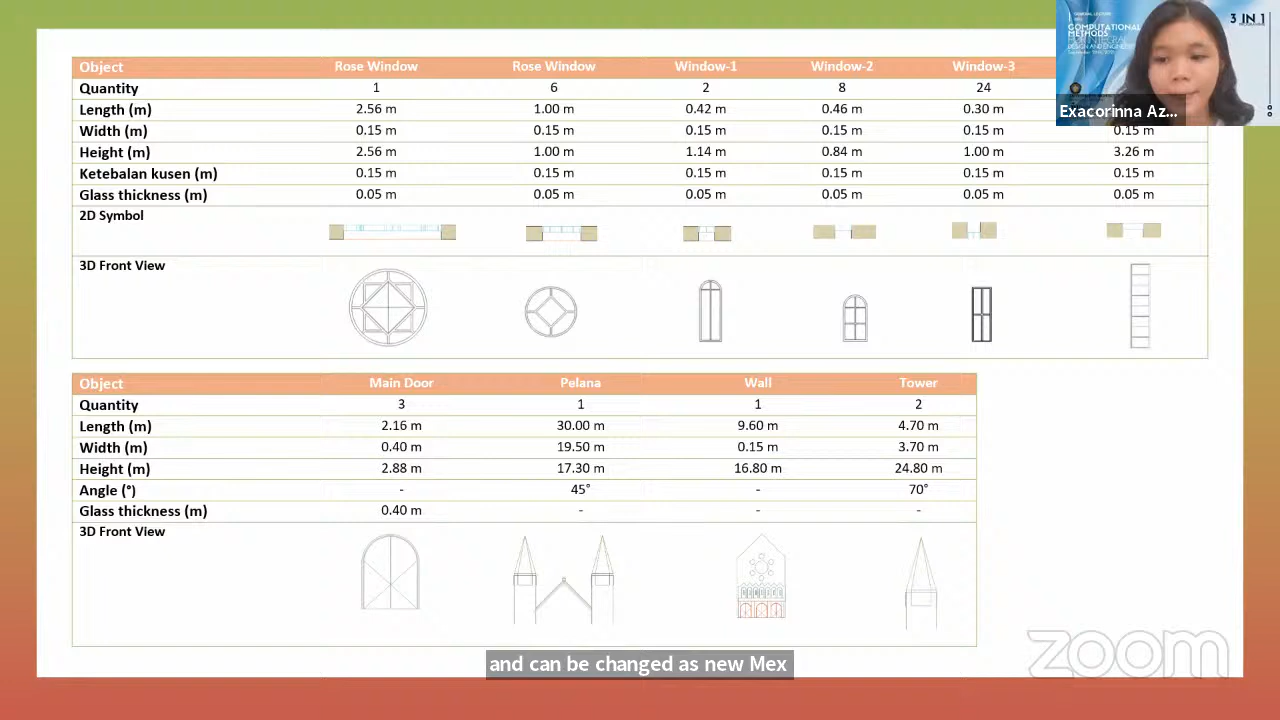 Object Rose Window Rose Window Window-1 Window-2 Window-3
Quantity 1 6 2 8 24
Length (m) 2.56 m 1.00 m 0.42 m 0.46 m 0.30 m
Width (m) 0.15 m 0.15 m 0.15 m 0.15 m 0.15 m 0.15 m
Height (m) 2.56 m 1.00 m 1.14 m 0.84 m 1.00 m 3.26 m
Ketebalan kusen (m) 0.15 m 0.15 m 0.15 m 0.15 m 0.15 m 0.15 m
Glass thickness (m) 0.05 m 0.05 m 0.05 m 0.05 m 0.05 m 0.05 m
2D Symbol
3D Front View
Object Main Door Pelana Wall Tower
Quantity 3 1 1 2
Length (m) 2.16 m 30.00 m 9.60 m 4.70 m
Width (m) 0.40 m 19.50 m 0.15 m 3.70 m
Height (m) 2.88 m 17.30 m 16.80 m 24.80 m
Angle (°) - 45° - 70°
Glass thickness (m) 0.40 m - - -
3D Front View
COMPUTATIONAL
METHODS
3 IN 1
Exacorinna Az...
zoom
and can be changed as new Mex